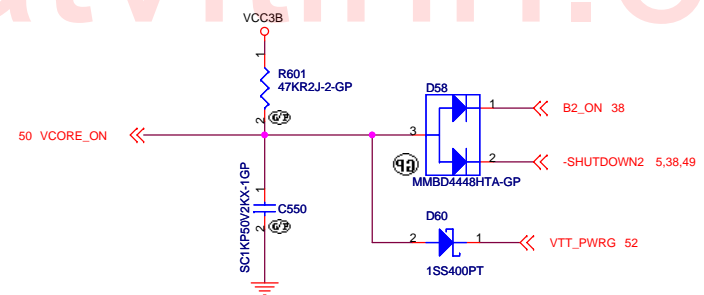 VCC3B
1
R601
47KR2J-2-GP
2
G/P
50 VCORE_ON
D58
3
1
B2_ON 38
2
-SHUTDOWN2 5,38,49
GP
MMBD4448HTA-GP
1
C550
2
G/P
SC1KP50V2KX-1GP
D60
2
1
VTT_PWRG 52
1SS400PT